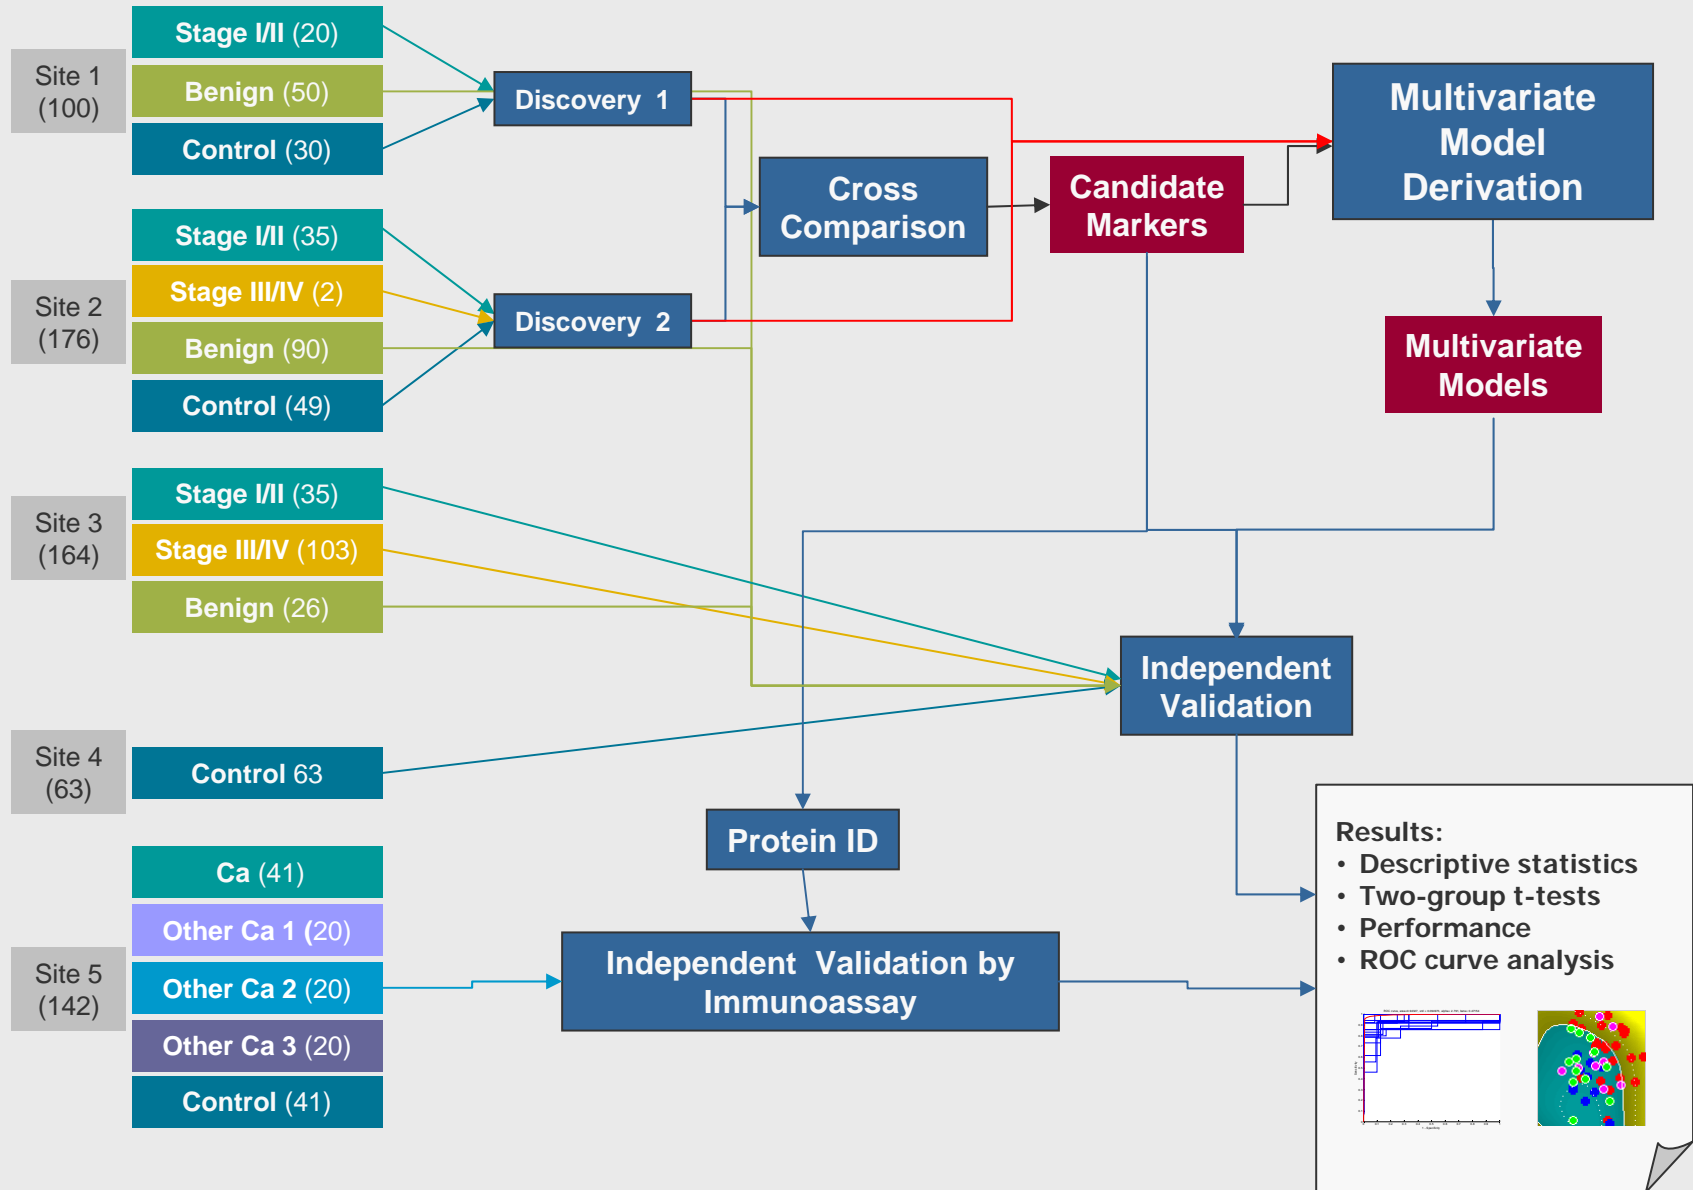 Site 1
(100)
Stage I/II (20)
Benign (50)
Control (30)
Site 2
(176)
Stage I/II (35)
Stage III/IV (2)
Benign (90)
Control (49)
Site 3
(164)
Stage I/II (35)
Stage III/IV (103)
Benign (26)
Site 4
(63)
Control 63
Site 5
(142)
Ca (41)
Other Ca 1 (20)
Other Ca 2 (20)
Other Ca 3 (20)
Control (41)
Discovery 1
Discovery 2
Cross
Comparison
Candidate
Markers
Multivariate
Model
Derivation
Multivariate
Models
Independent
Validation
Protein ID
Independent Validation by
Immunoassay
Results:
• Descriptive statistics
• Two-group t-tests
• Performance
• ROC curve analysis